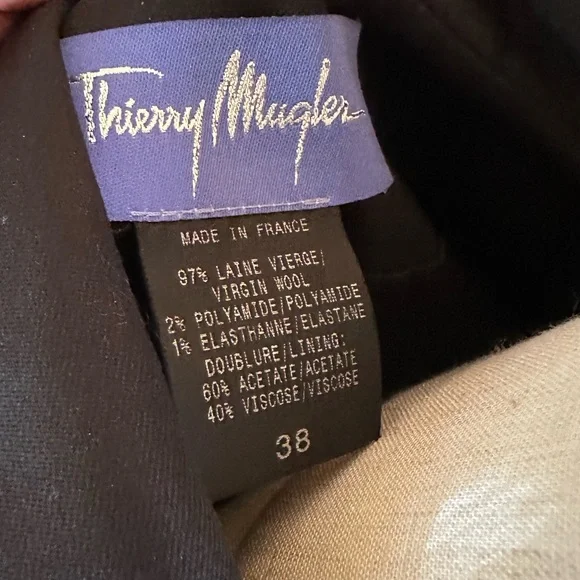 Thierry Mugler
MADE IN FRANCE
97% LAINE VIERGE/
VIRGIN WOOL
2% POLYAMIDE/POLYAMIDE
1% ELASTHANNE/ELASTANE
DOUBLURE/LINING:
60% ACETATE/ACETATE
40% VISCOSE/VISCOSE
38